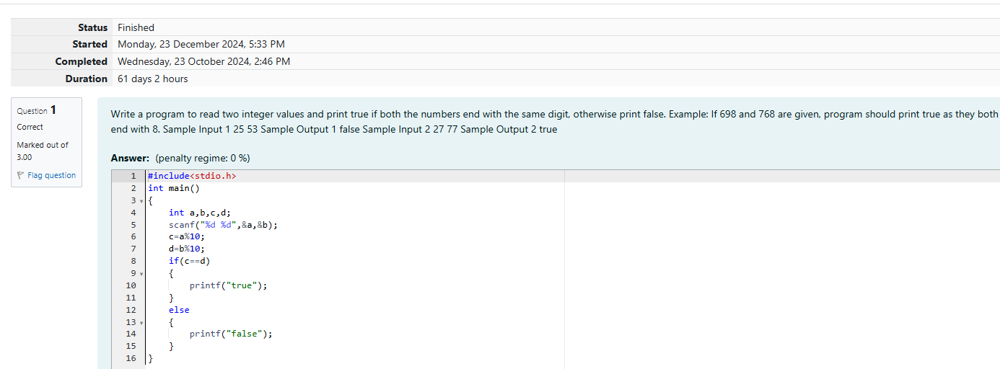 Status Finished
Started Monday, 23 December 2024, 5:33 PM
Completed Wednesday, 23 October 2024, 2:46 PM
Duration 61 days 2 hours
Question 1
Correct
Marked out of
3.00
Flag question
Write a program to read two integer values and print true if both the numbers end with the same digit, otherwise print false. Example: If 698 and 768 are given, program should print true as they both
end with 8. Sample Input 1 25 53 Sample Output 1 false Sample Input 2 27 77 Sample Output 2 true
Answer: (penalty regime: 0 %)
1 #include<stdio.h>
2 int main()
3 {
4     int a,b,c,d;
5     scanf("%d %d",&a,&b);
6     c=a%10;
7     d=b%10;
8     if(c==d)
9     {
10         printf("true");
11     }
12     else
13     {
14         printf("false");
15     }
16 }